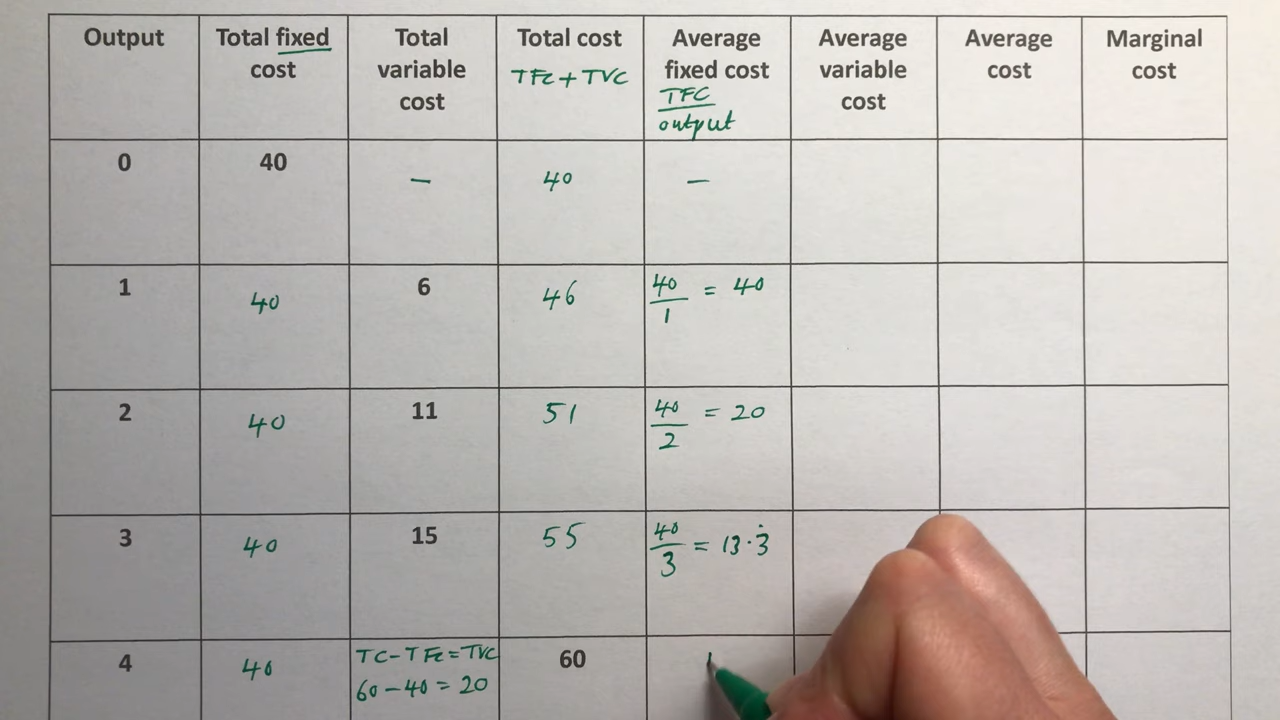 Output
Total fixed
cost
Total
variable
cost
Total cost
TFC + TVC
Average
fixed cost
TFC
output
Average
variable
cost
Average
cost
Marginal
cost
0
40
—
40
—
1
40
6
46
40/1 = 40
2
40
11
51
40/2 = 20
3
40
15
55
40/3 = 13·3̇
4
40
TC – TFC = TVC
60 – 40 = 20
60